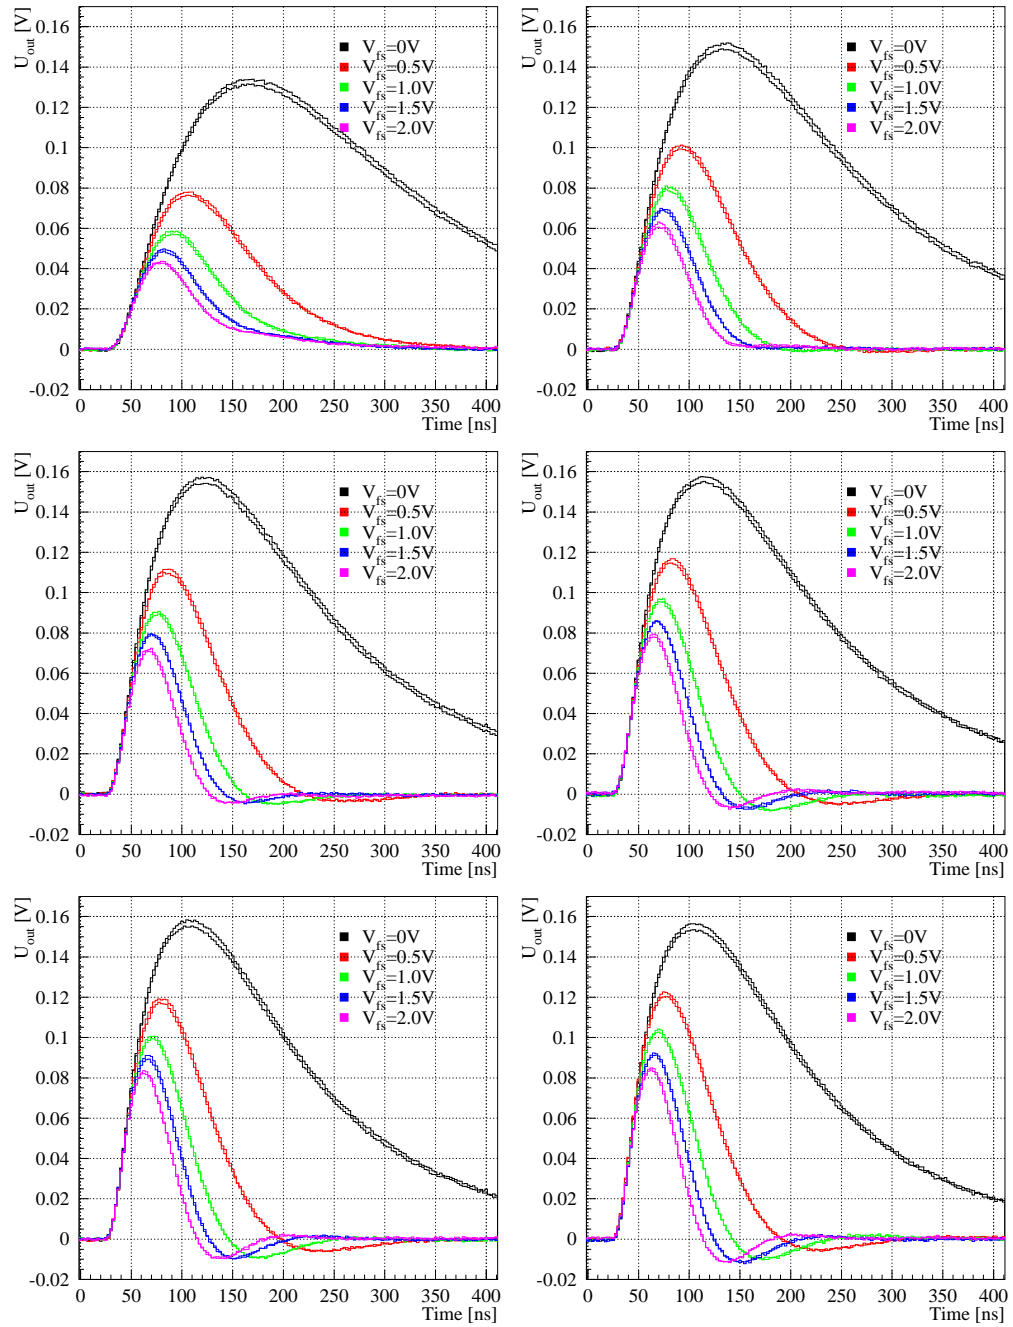 U_out [V]
0.16
0.14
0.12
0.1
0.08
0.06
0.04
0.02
0
-0.02
V_fs=0V
V_fs=0.5V
V_fs=1.0V
V_fs=1.5V
V_fs=2.0V
0 50 100 150 200 250 300 350 400
Time [ns]
U_out [V]
0.16
0.14
0.12
0.1
0.08
0.06
0.04
0.02
0
-0.02
V_fs=0V
V_fs=0.5V
V_fs=1.0V
V_fs=1.5V
V_fs=2.0V
0 50 100 150 200 250 300 350 400
Time [ns]
U_out [V]
0.16
0.14
0.12
0.1
0.08
0.06
0.04
0.02
0
-0.02
V_fs=0V
V_fs=0.5V
V_fs=1.0V
V_fs=1.5V
V_fs=2.0V
0 50 100 150 200 250 300 350 400
Time [ns]
U_out [V]
0.16
0.14
0.12
0.1
0.08
0.06
0.04
0.02
0
-0.02
V_fs=0V
V_fs=0.5V
V_fs=1.0V
V_fs=1.5V
V_fs=2.0V
0 50 100 150 200 250 300 350 400
Time [ns]
U_out [V]
0.16
0.14
0.12
0.1
0.08
0.06
0.04
0.02
0
-0.02
V_fs=0V
V_fs=0.5V
V_fs=1.0V
V_fs=1.5V
V_fs=2.0V
0 50 100 150 200 250 300 350 400
Time [ns]
U_out [V]
0.16
0.14
0.12
0.1
0.08
0.06
0.04
0.02
0
-0.02
V_fs=0V
V_fs=0.5V
V_fs=1.0V
V_fs=1.5V
V_fs=2.0V
0 50 100 150 200 250 300 350 400
Time [ns]